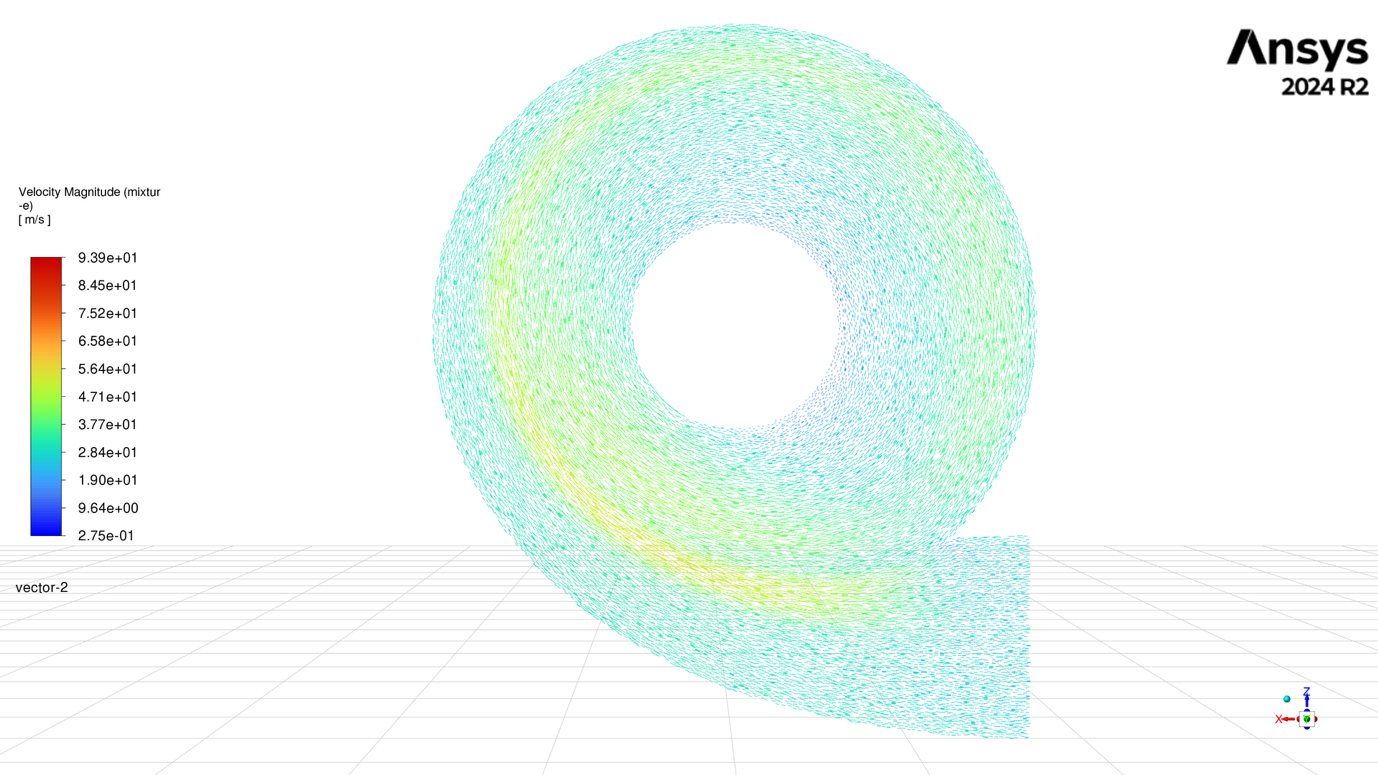 Ansys
2024 R2
Velocity Magnitude (mixtur
-e)
[ m/s ]
9.39e+01
8.45e+01
7.52e+01
6.58e+01
5.64e+01
4.71e+01
3.77e+01
2.84e+01
1.90e+01
9.64e+00
2.75e-01
vector-2
Z
X